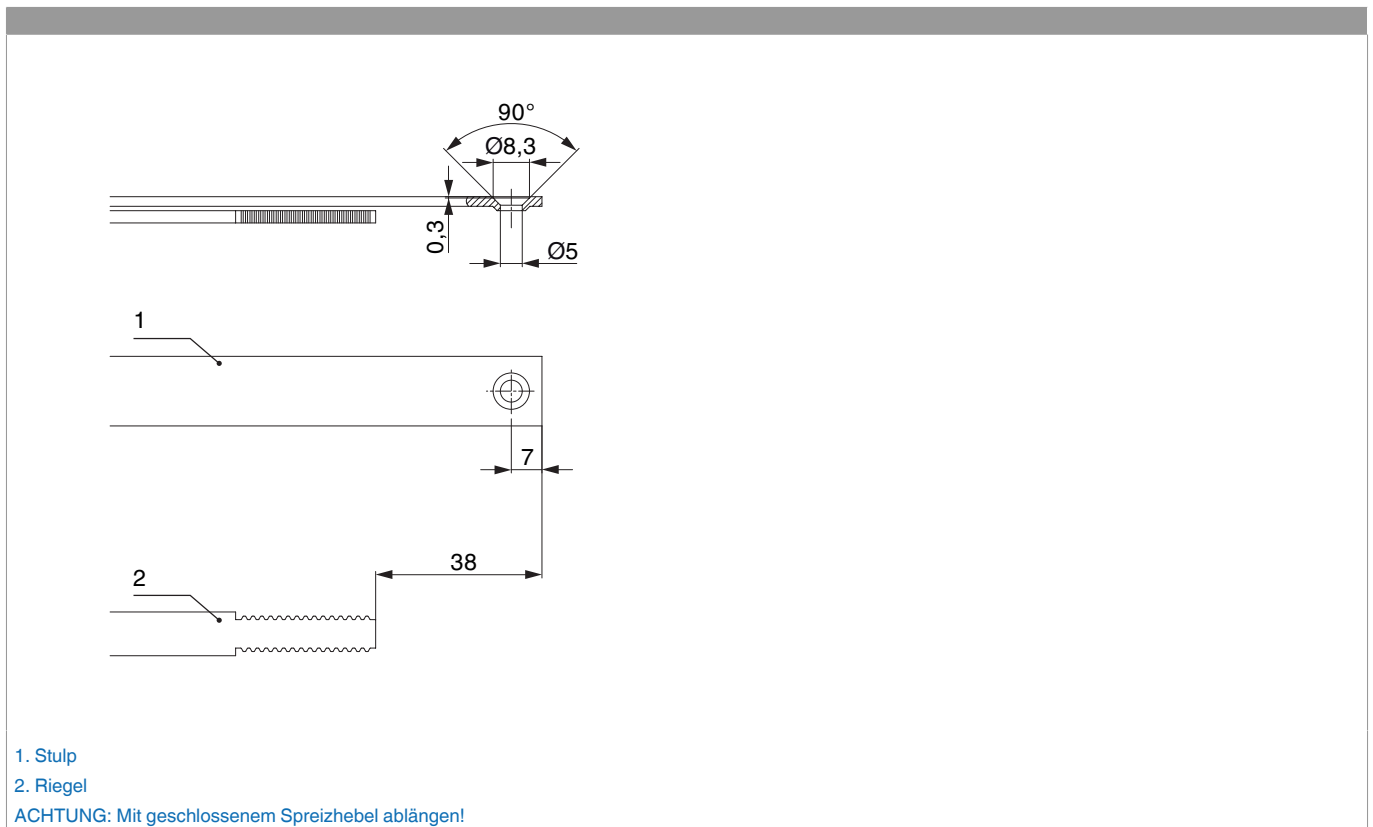 90°
Ø8,3
0,3
Ø5
1
7
38
2
1. Stulp
2. Riegel
ACHTUNG: Mit geschlossenem Spreizhebel ablängen!